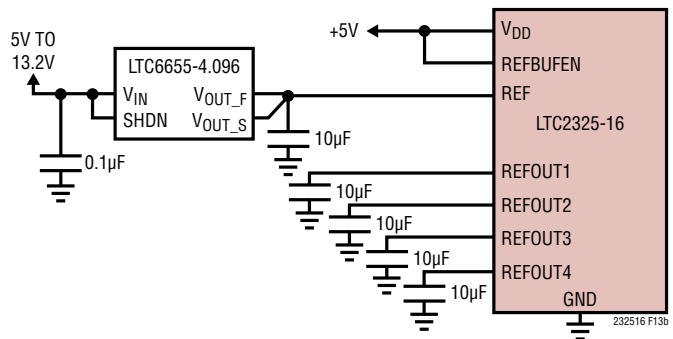 5V TO
13.2V
LTC6655-4.096
VIN
SHDN
VOUT_F
VOUT_S
0.1µF
10µF
+5V
VDD
REFBUFEN
REF
LTC2325-16
REFOUT1
10µF
REFOUT2
10µF
REFOUT3
10µF
REFOUT4
10µF
GND
232516 F13b